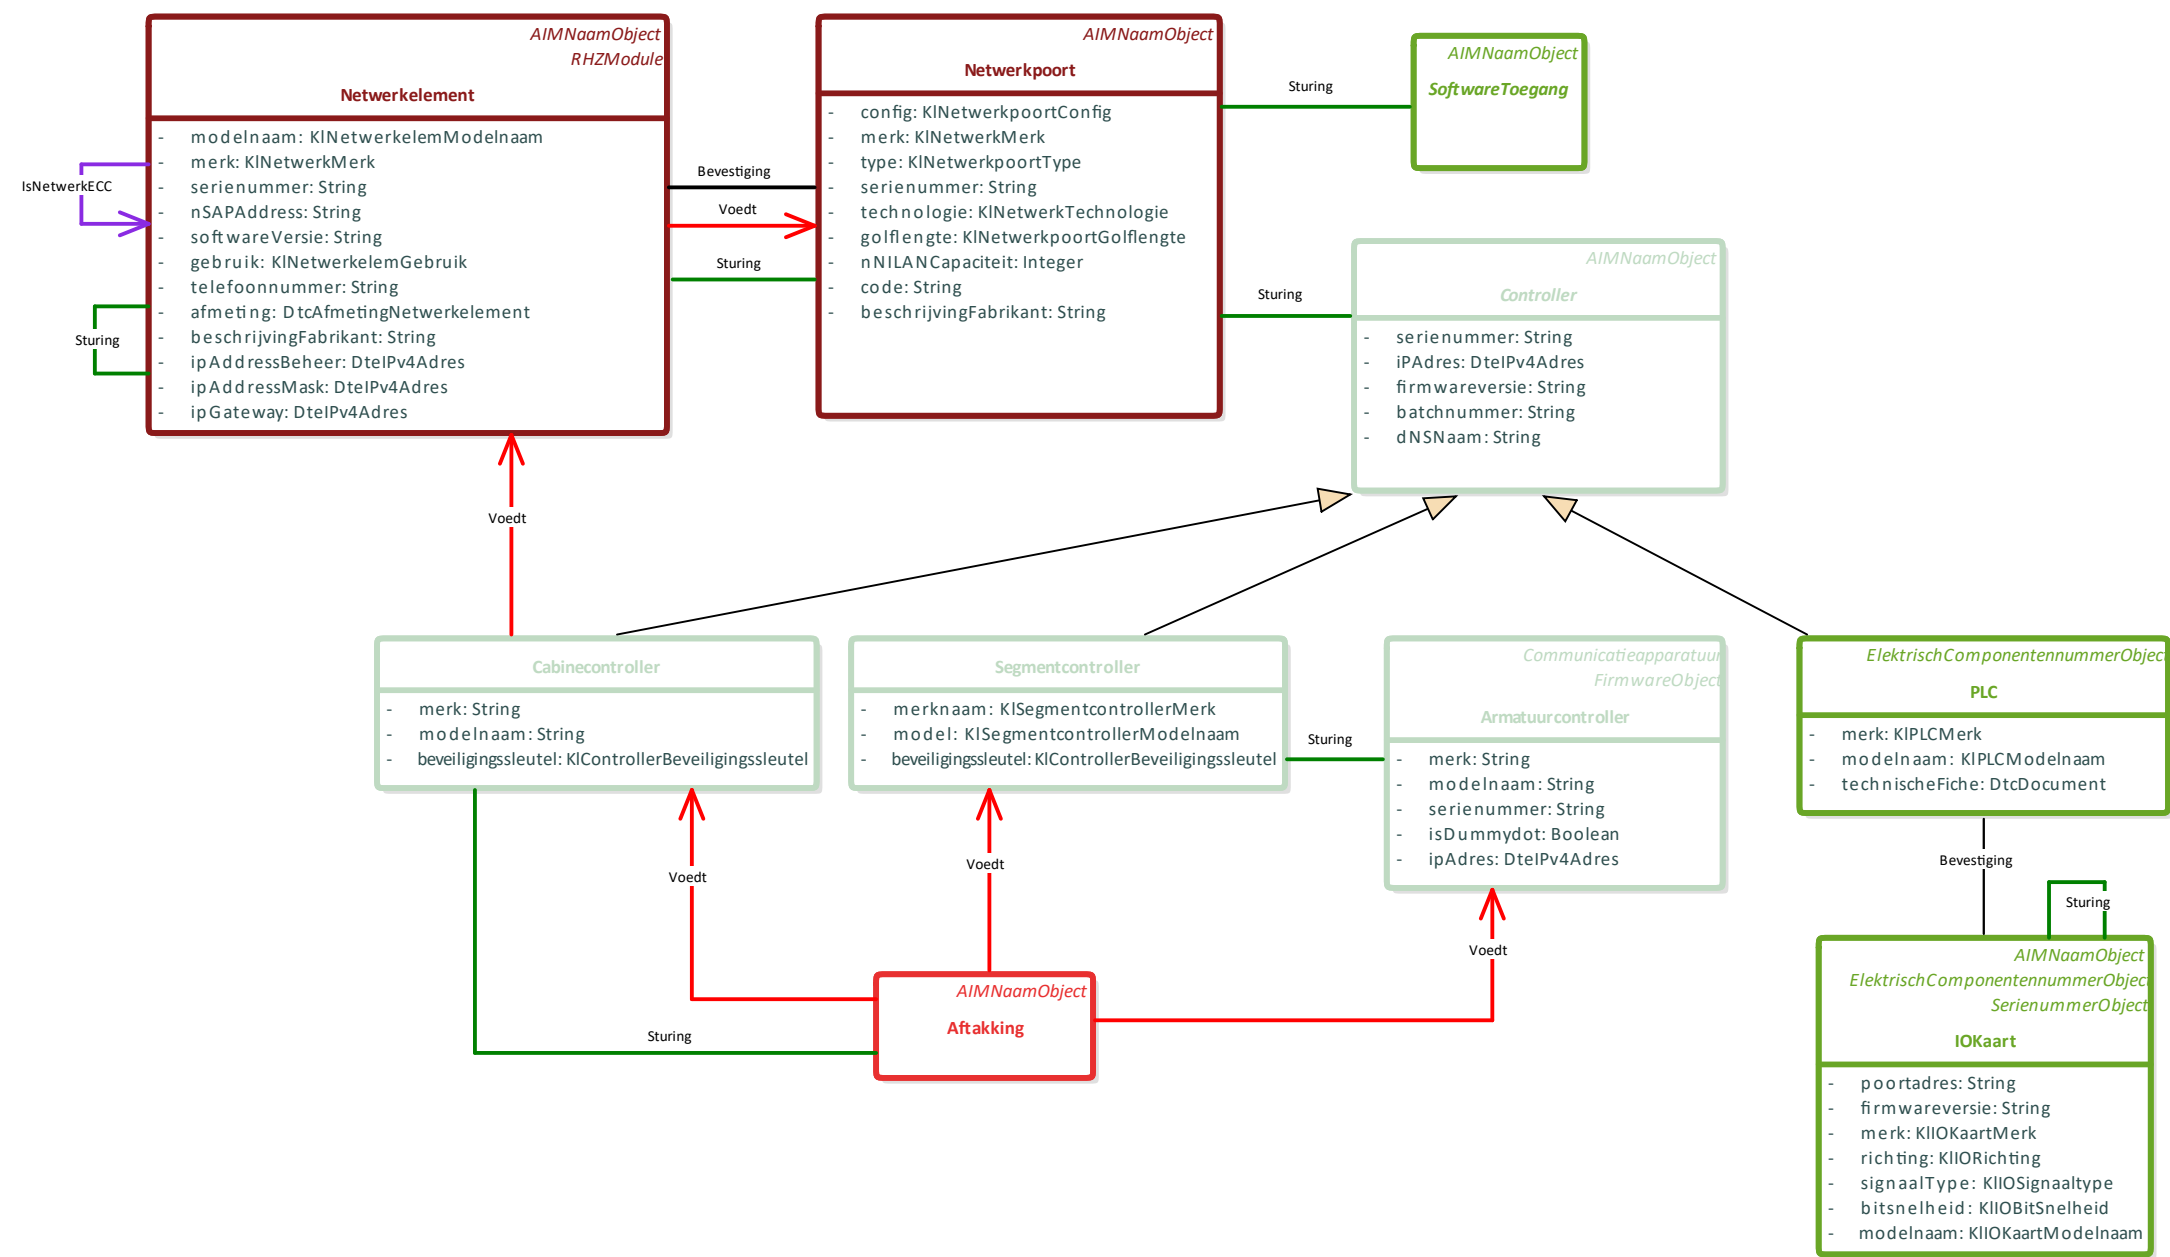 AIMNaamObject
RHZModule
Netwerkelement
- modelnaam: KlNetwerkelemModelnaam
- merk: KlNetwerkMerk
- serienummer: String
- nSAPAddress: String
- softwareVersie: String
- gebruik: KlNetwerkelemGebruik
- telefoonnummer: String
- afmeting: DtcAfmetingNetwerkelement
- beschrijvingFabrikant: String
- ipAddressBeheer: DteIPv4Adres
- ipAddressMask: DteIPv4Adres
- ipGateway: DteIPv4Adres
IsNetwerkECC
Sturing
Bevestiging
Voedt
Sturing
AIMNaamObject
Netwerkpoort
- config: KlNetwerkpoortConfig
- merk: KlNetwerkMerk
- type: KlNetwerkpoortType
- serienummer: String
- technologie: KlNetwerkTechnologie
- golflengte: KlNetwerkpoortGolflengte
- nNILANCapaciteit: Integer
- code: String
- beschrijvingFabrikant: String
Sturing
AIMNaamObject
SoftwareToegang
Sturing
AIMNaamObject
Controller
- serienummer: String
- iPAdres: DteIPv4Adres
- firmwareversie: String
- batchnummer: String
- dNSNaam: String
Voedt
Cabinecontroller
- merk: String
- modelnaam: String
- beveiligingssleutel: KlControllerBeveiligingssleutel
Segmentcontroller
- merknaam: KlSegmentcontrollerMerk
- model: KlSegmentcontrollerModelnaam
- beveiligingssleutel: KlControllerBeveiligingssleutel
Sturing
Communicatieapparatuur
FirmwareObject
Armatuurcontroller
- merk: String
- modelnaam: String
- serienummer: String
- isDummydot: Boolean
- ipAdres: DteIPv4Adres
ElektrischComponentennummerObject
PLC
- merk: KlPLCMerk
- modelnaam: KlPLCModelnaam
- technischeFiche: DtcDocument
Voedt
Voedt
Voedt
Bevestiging
Sturing
AIMNaamObject
Aftakking
Sturing
AIMNaamObject
ElektrischComponentennummerObject
SerienummerObject
IOKaart
- poortadres: String
- firmwareversie: String
- merk: KlIOKaartMerk
- richting: KlIORichting
- signaalType: KlIOSignaaltype
- bitsnelheid: KlIOBitSnelheid
- modelnaam: KlIOKaartModelnaam